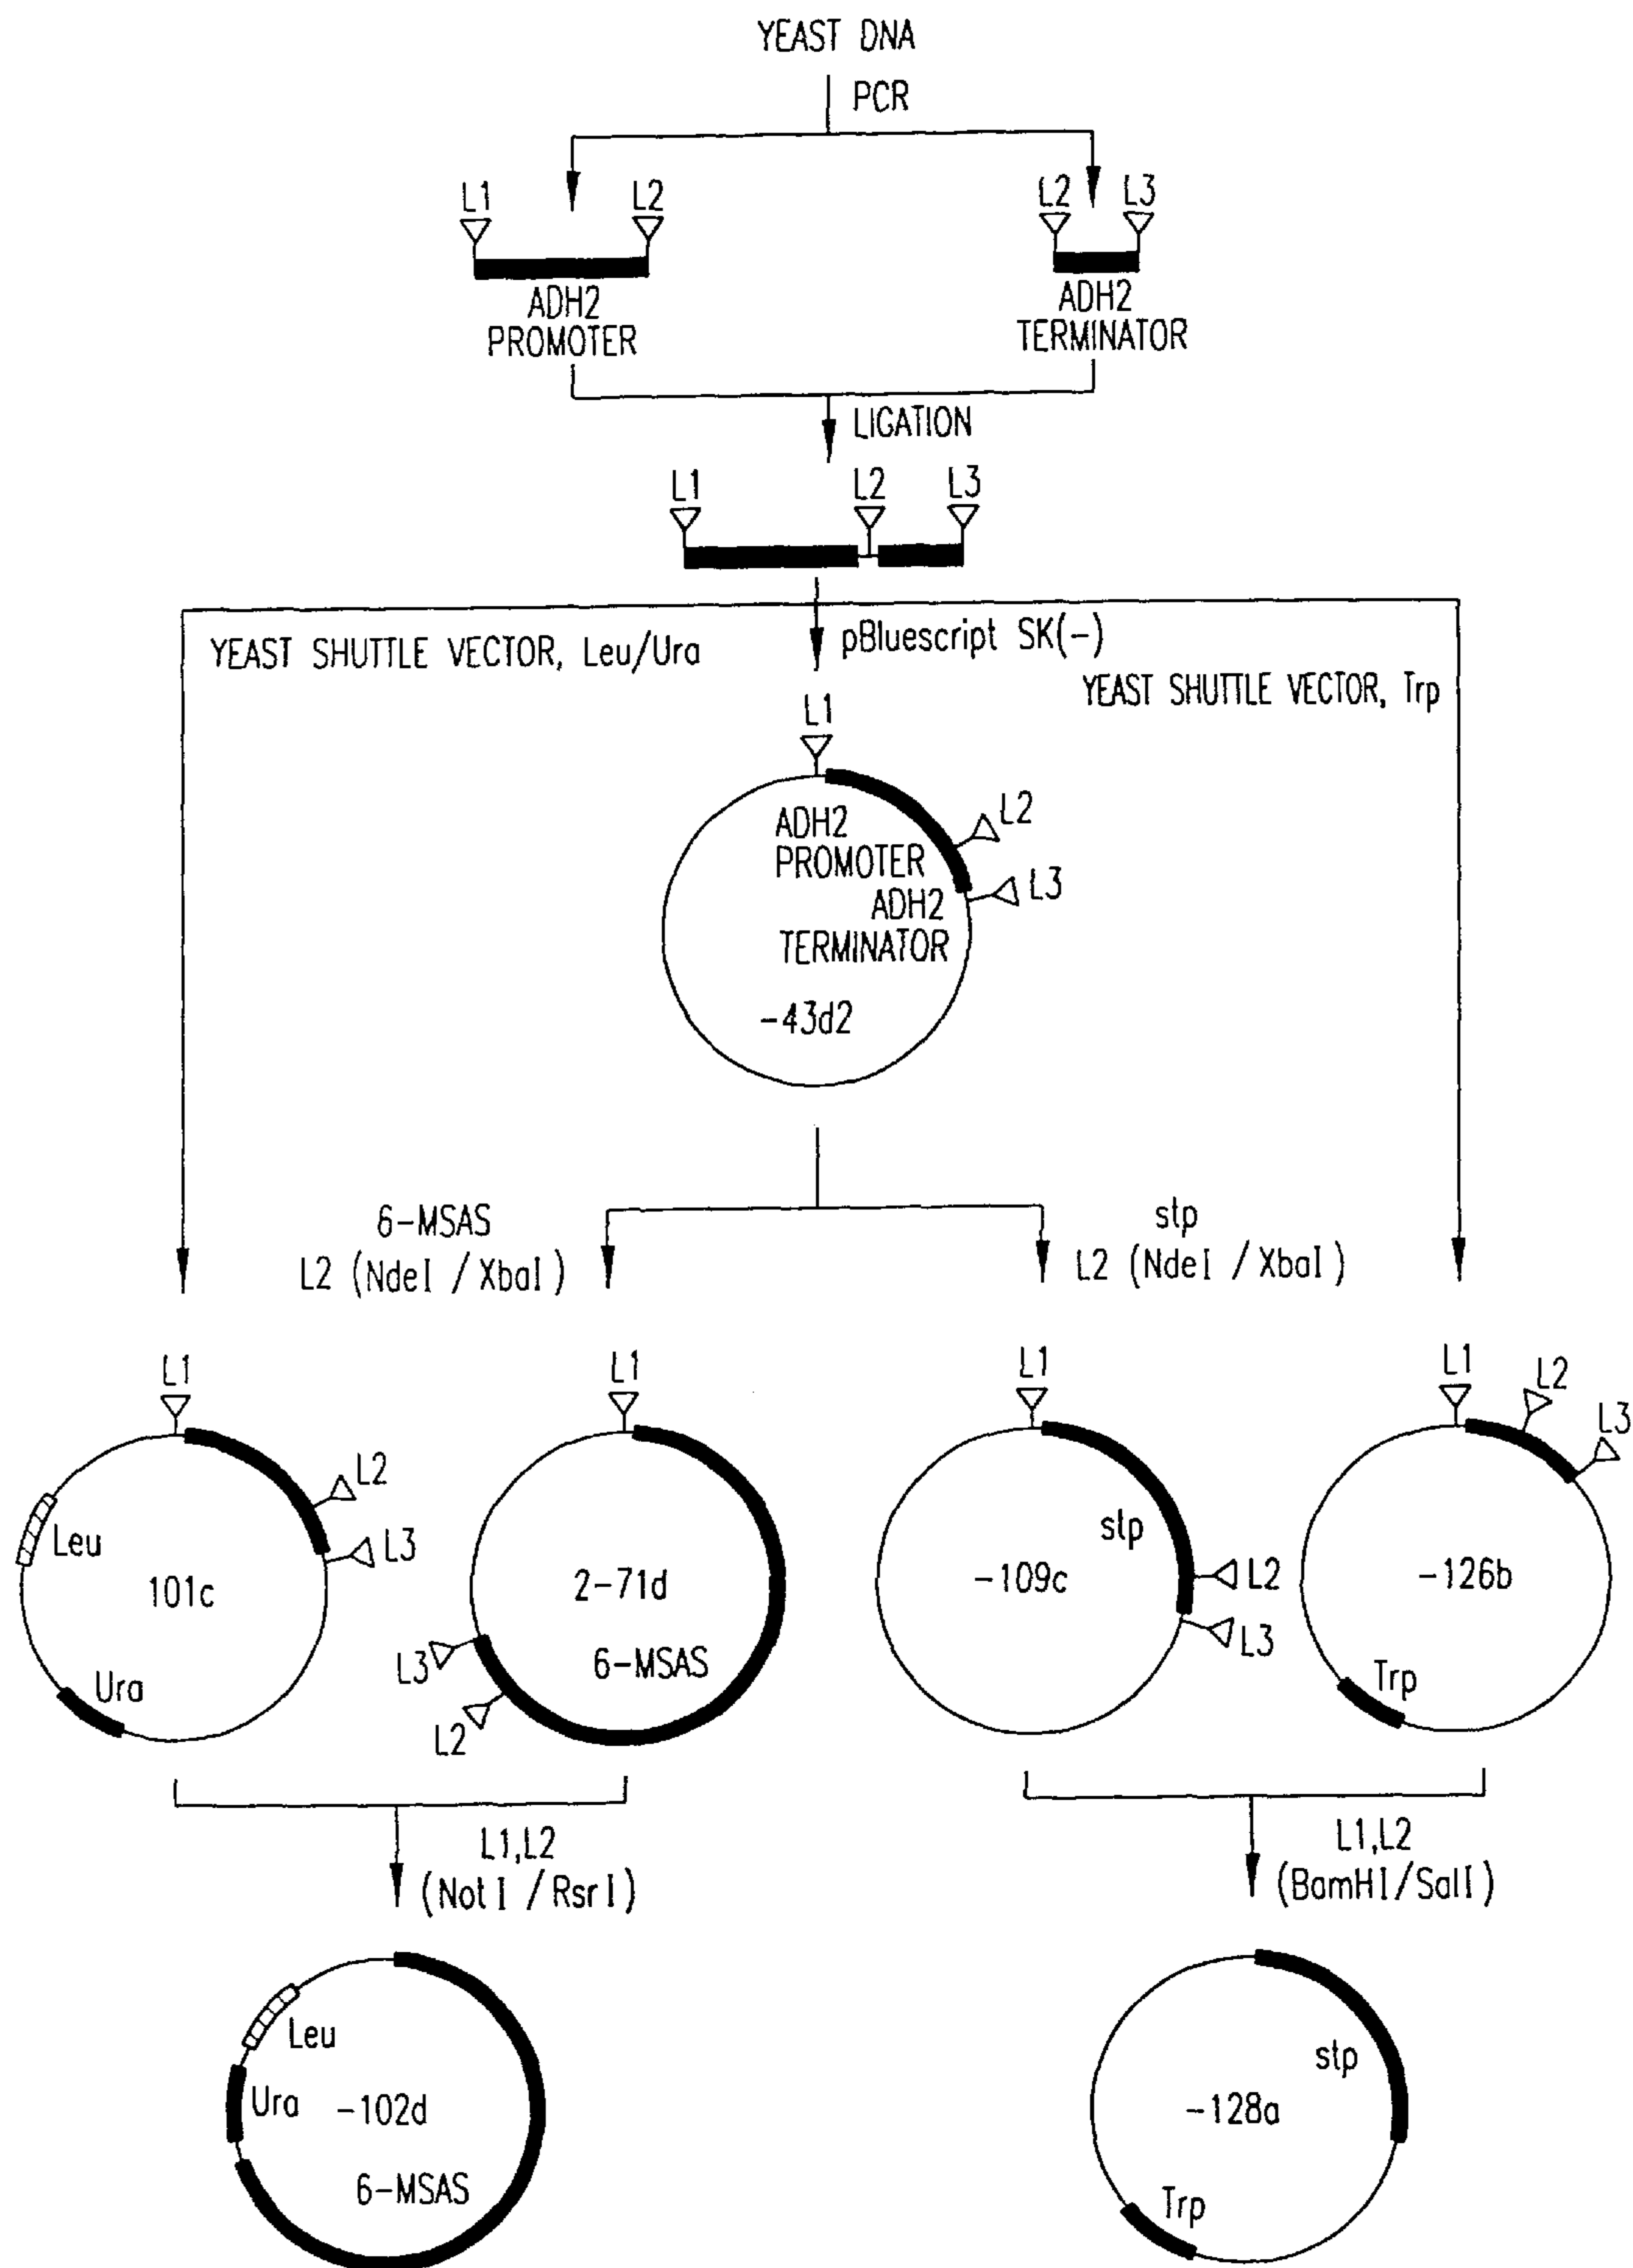 YEAST DNA
PCR
L1
L2
L2
L3
ADH2
PROMOTER
ADH2
TERMINATOR
LIGATION
L1
L2
L3
YEAST SHUTTLE VECTOR, Leu/Ura
pBluescript SK(-)
YEAST SHUTTLE VECTOR, Trp
L1
L2
L3
ADH2
PROMOTER
ADH2
TERMINATOR
-43d2
6-MSAS
L2 (NdeI /XbaI)
stp
L2 (NdeI /XbaI)
L1
L2
L3
Leu
101c
Ura
L1
2-71d
6-MSAS
L3
L2
L1
stp
-109c
L2
L3
L1
L2
L3
-126b
Trp
L1,L2
(NotI /RsrI)
L1,L2
(BamHI/SalI)
Leu
Ura
-102d
6-MSAS
stp
-128a
Trp